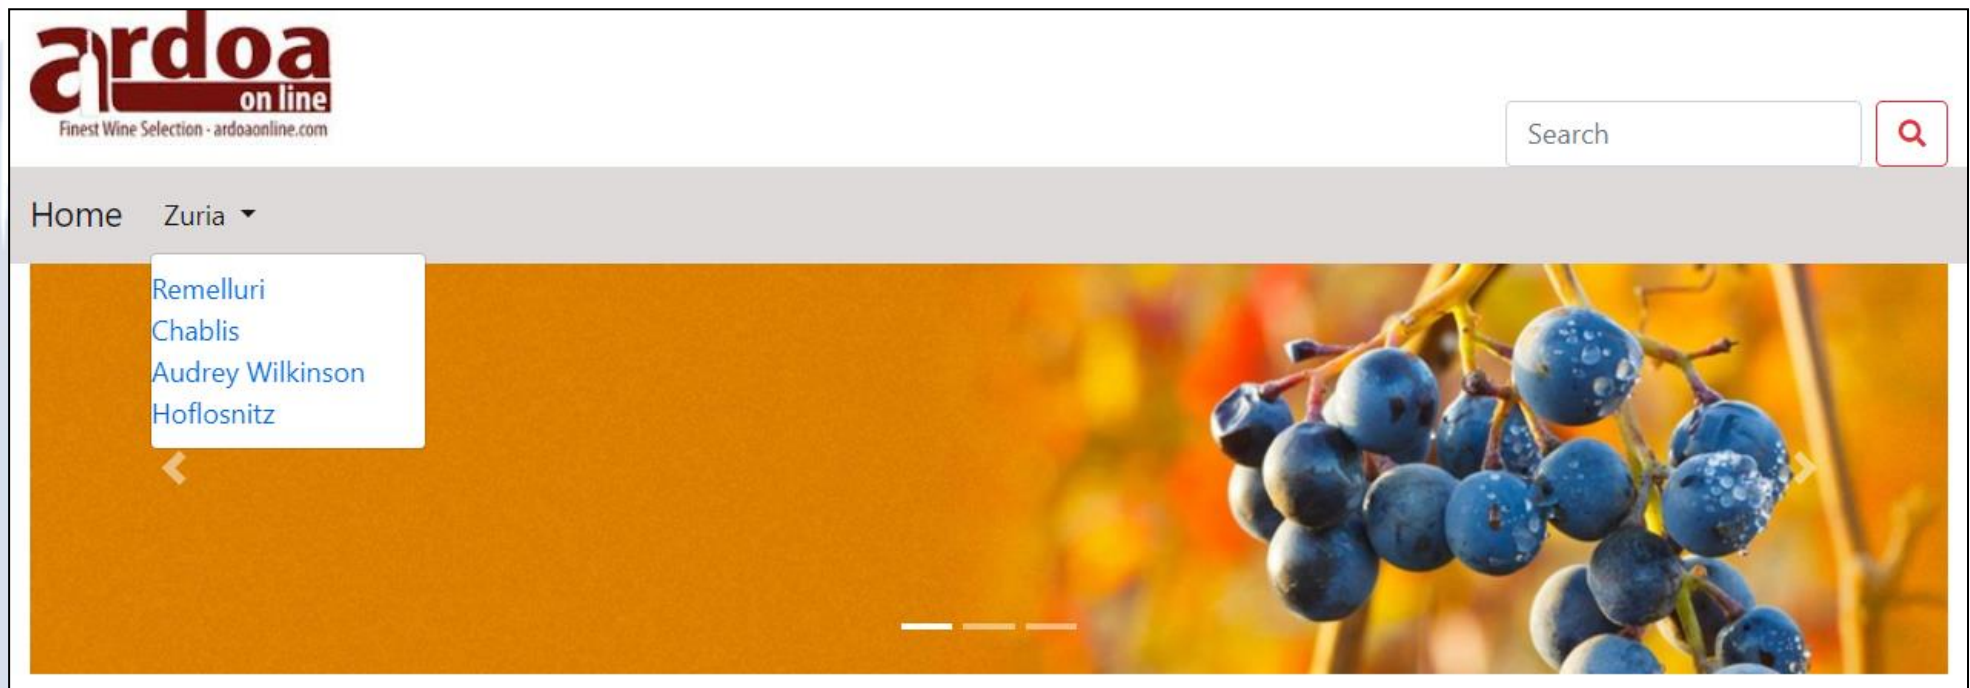 ardoa
on line
Finest Wine Selection - ardoaonline.com
Search
Home Zuria
Remelluri
Chablis
Audrey Wilkinson
Hoflosnitz